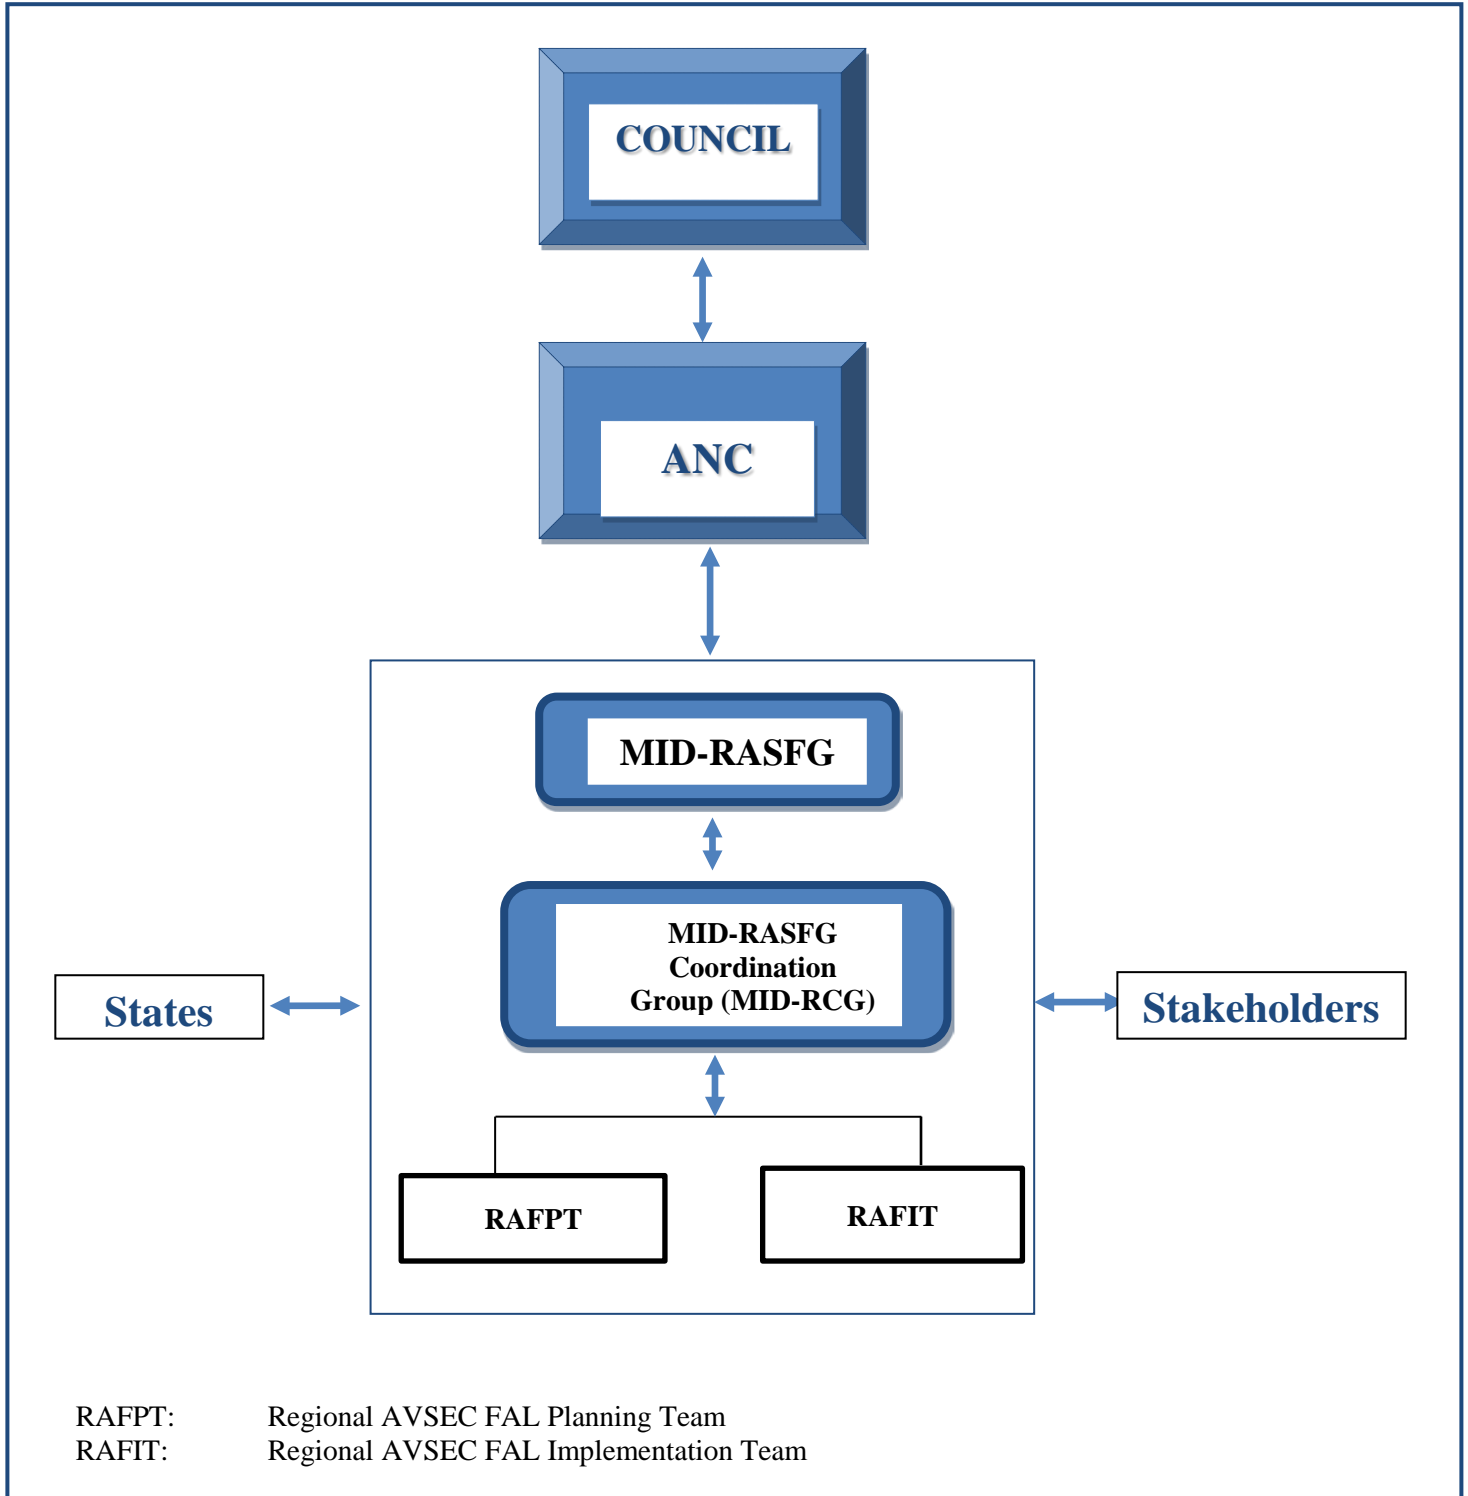 COUNCIL
ANC
MID-RASFG
MID-RASFG
Coordination
Group (MID-RCG)
States
Stakeholders
RAFPT
RAFIT
RAFPT: Regional AVSEC FAL Planning Team
RAFIT: Regional AVSEC FAL Implementation Team